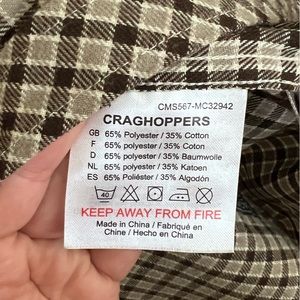 CMS567-MC32942
CRAGHOPPERS
GB 65% Polyester / 35% Cotton
F 65% Polyester / 35% Coton
D 65% Polyester / 35% Baumwolle
NL 65% Polyester / 35% Katoen
ES 65% Poliéster / 35% Algodón
40
KEEP AWAY FROM FIRE
Made in China / Fabriqué en
Chine / Hecho en China